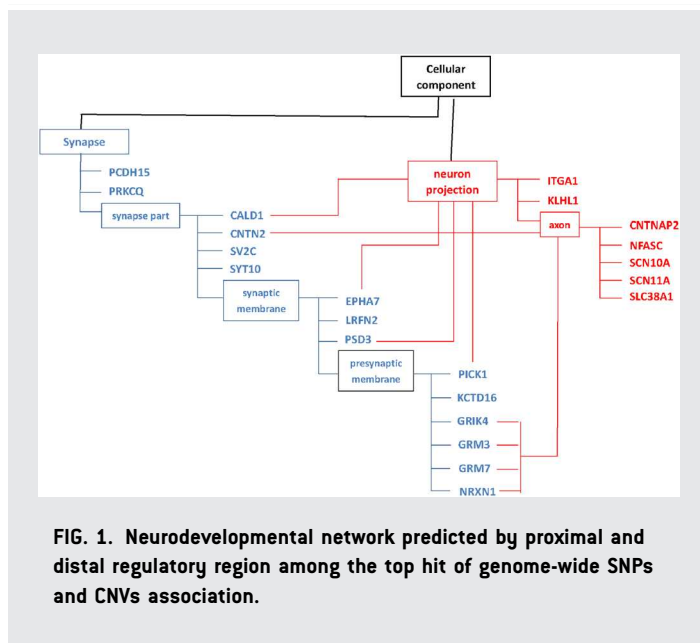 Cellular
component
Synapse
PCDH15
PRKCQ
synapse part
CALD1
CNTN2
SV2C
SYT10
synaptic
membrane
EPHA7
LRFN2
PSD3
presynaptic
membrane
PICK1
KCTD16
GRIK4
GRM3
GRM7
NRXN1
neuron
projection
ITGA1
KLHL1
axon
CNTNAP2
NFASC
SCN10A
SCN11A
SLC38A1
FIG. 1. Neurodevelopmental network predicted by proximal and
distal regulatory region among the top hit of genome-wide SNPs
and CNVs association.